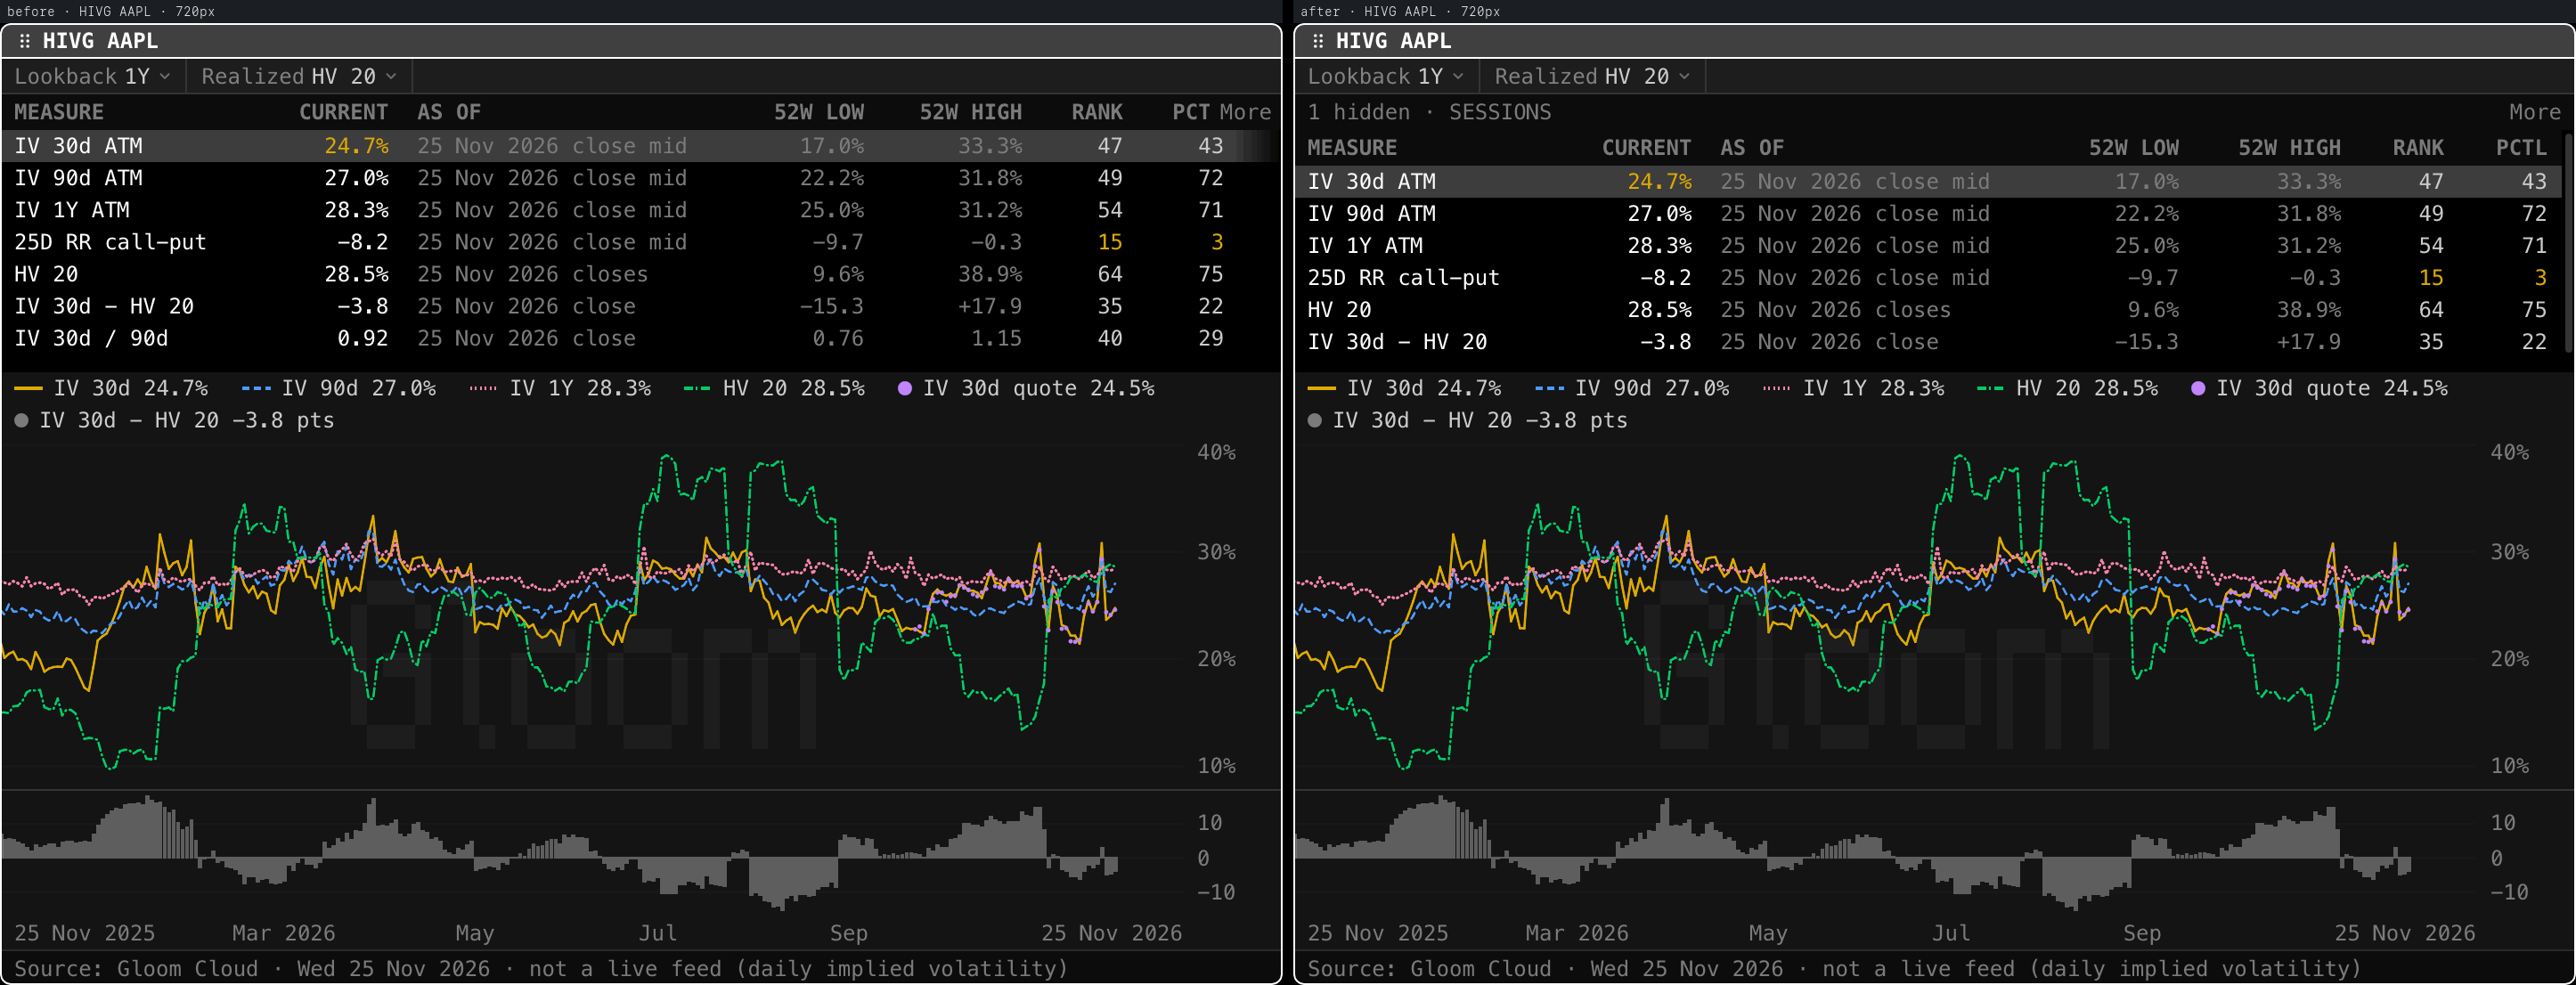 before · HIVG AAPL · 720px
HIVG AAPL
Lookback 1Y Realized HV 20
MEASURE CURRENT AS OF 52W LOW 52W HIGH RANK PCT More
IV 30d ATM 24.7% 25 Nov 2026 close mid 17.0% 33.3% 47 43
IV 90d ATM 27.0% 25 Nov 2026 close mid 22.2% 31.8% 49 72
IV 1Y ATM 28.3% 25 Nov 2026 close mid 25.0% 31.2% 54 71
25D RR call-put −8.2 25 Nov 2026 close mid −9.7 −0.3 15 3
HV 20 28.5% 25 Nov 2026 closes 9.6% 38.9% 64 75
IV 30d − HV 20 −3.8 25 Nov 2026 close −15.3 +17.9 35 22
IV 30d / 90d 0.92 25 Nov 2026 close 0.76 1.15 40 29
IV 30d 24.7% IV 90d 27.0% IV 1Y 28.3% HV 20 28.5% IV 30d quote 24.5%
IV 30d − HV 20 −3.8 pts
40%
30%
20%
10%
Gloom
10
0
−10
25 Nov 2025 Mar 2026 May Jul Sep 25 Nov 2026
Source: Gloom Cloud · Wed 25 Nov 2026 · not a live feed (daily implied volatility)
after · HIVG AAPL · 720px
HIVG AAPL
Lookback 1Y Realized HV 20
1 hidden · SESSIONS More
MEASURE CURRENT AS OF 52W LOW 52W HIGH RANK PCTL
IV 30d ATM 24.7% 25 Nov 2026 close mid 17.0% 33.3% 47 43
IV 90d ATM 27.0% 25 Nov 2026 close mid 22.2% 31.8% 49 72
IV 1Y ATM 28.3% 25 Nov 2026 close mid 25.0% 31.2% 54 71
25D RR call-put −8.2 25 Nov 2026 close mid −9.7 −0.3 15 3
HV 20 28.5% 25 Nov 2026 closes 9.6% 38.9% 64 75
IV 30d − HV 20 −3.8 25 Nov 2026 close −15.3 +17.9 35 22
IV 30d 24.7% IV 90d 27.0% IV 1Y 28.3% HV 20 28.5% IV 30d quote 24.5%
IV 30d − HV 20 −3.8 pts
40%
30%
20%
10%
Gloom
10
0
−10
25 Nov 2025 Mar 2026 May Jul Sep 25 Nov 2026
Source: Gloom Cloud · Wed 25 Nov 2026 · not a live feed (daily implied volatility)